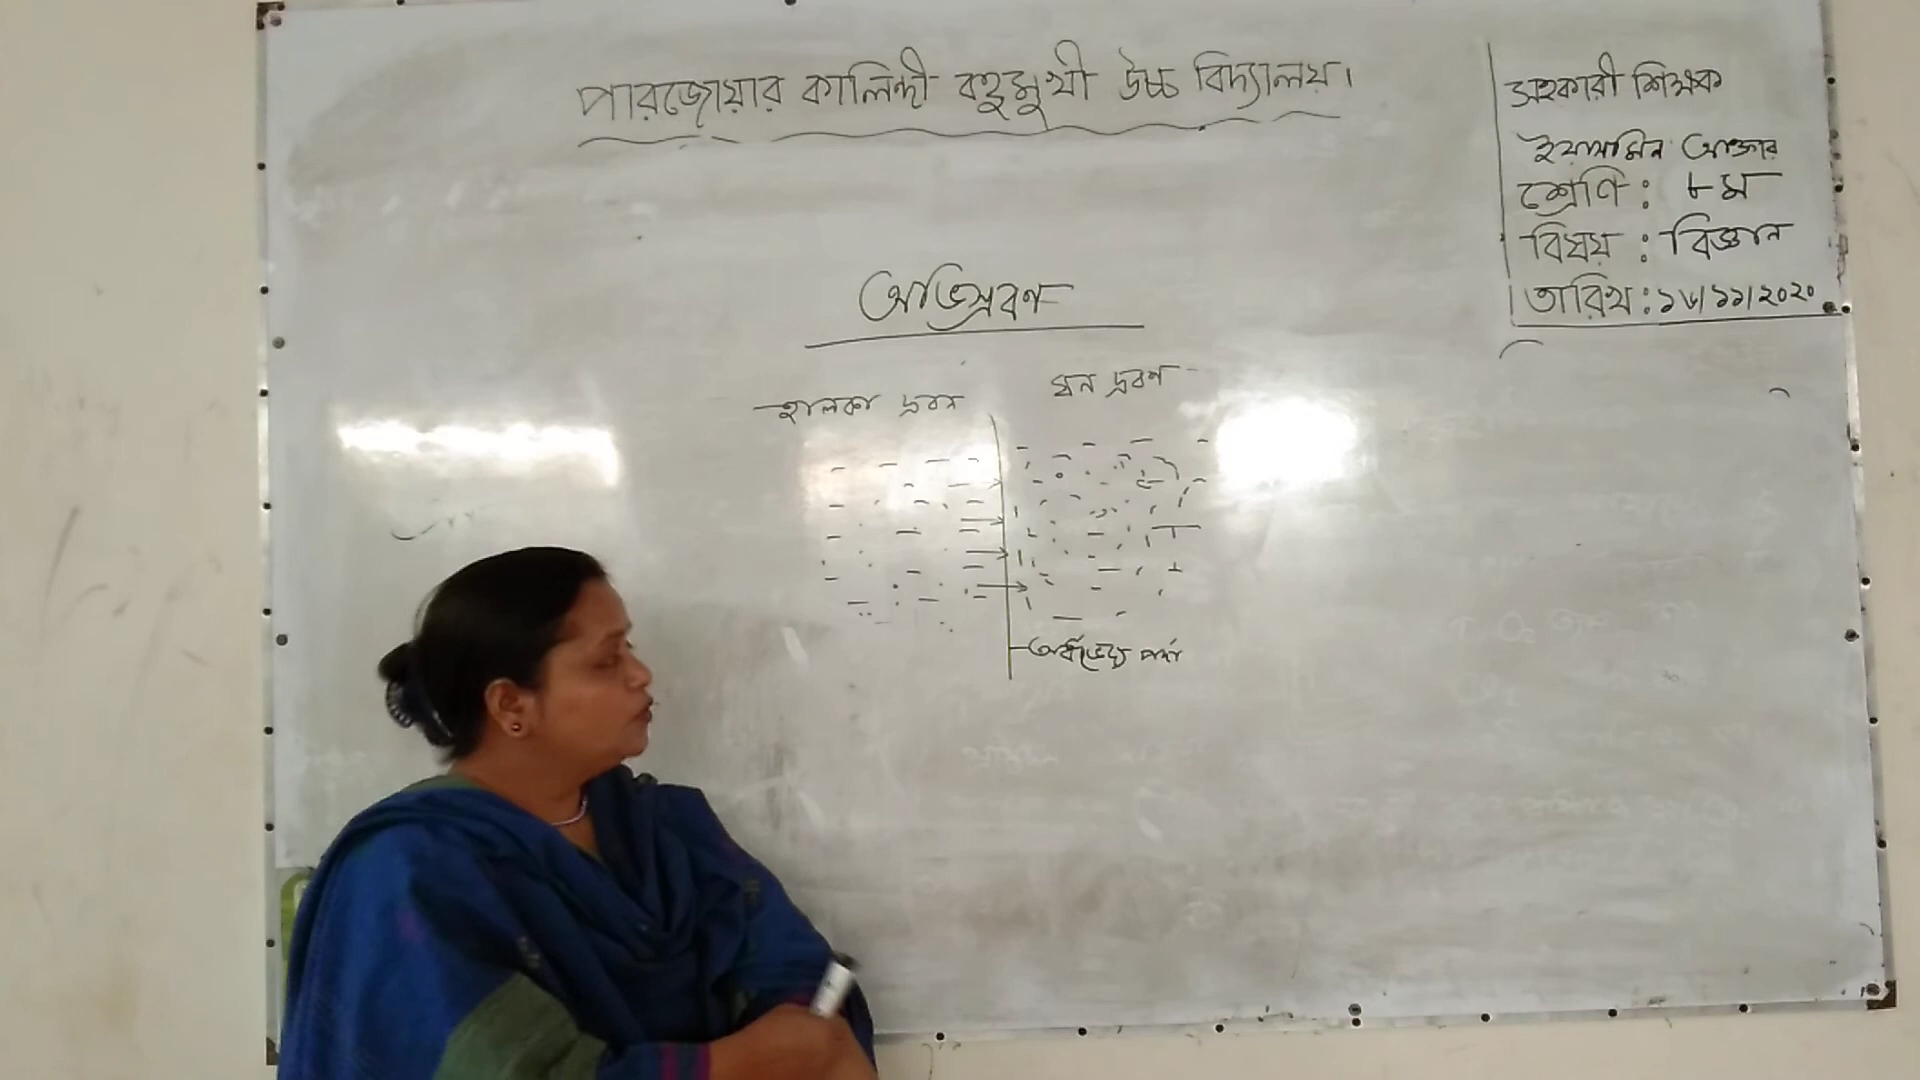 পারজোয়ার কালিন্দী বহুমুখী উচ্চ বিদ্যালয়।
সহকারী শিক্ষক
ইয়াসমিন আক্তার
শ্রেণি : ৮ম
বিষয় : বিজ্ঞান
তারিখ : ১৬/১১/২০২০
অভিস্রবণ
হালকা দ্রবণ
ঘন দ্রবণ
অর্ধভেদ্য পর্দা